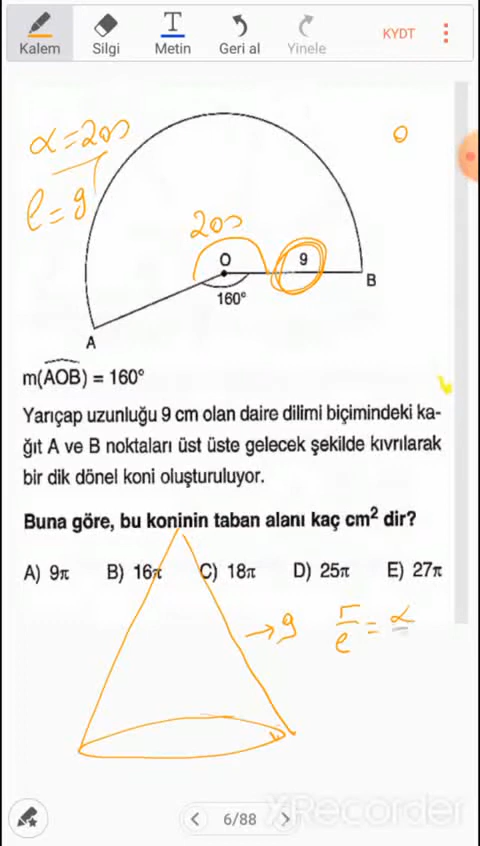 Kalem Silgi Metin Geri al Yinele KYDT
α = 200
ℓ = 9
200
O 9
160°
A B
m(AOB) = 160°
Yarıçap uzunluğu 9 cm olan daire dilimi biçimindeki ka-
ğıt A ve B noktaları üst üste gelecek şekilde kıvrılarak
bir dik dönel koni oluşturuluyor.
Buna göre, bu koninin taban alanı kaç cm² dir?
A) 9π B) 16π C) 18π D) 25π E) 27π
→ 9 r/ℓ = α
6/88
XRecorder